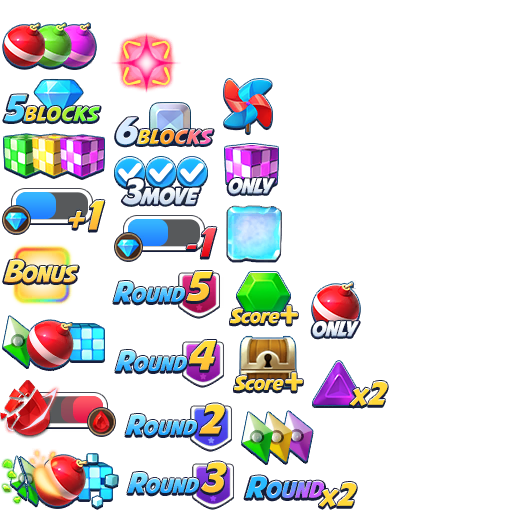 5BLOCKS
6BLOCKS
3MOVE
ONLY
+1
-1
BONUS
ROUND5
Score+
ONLY
ROUND4
Score+
x2
ROUND2
ROUND3
ROUNDx2